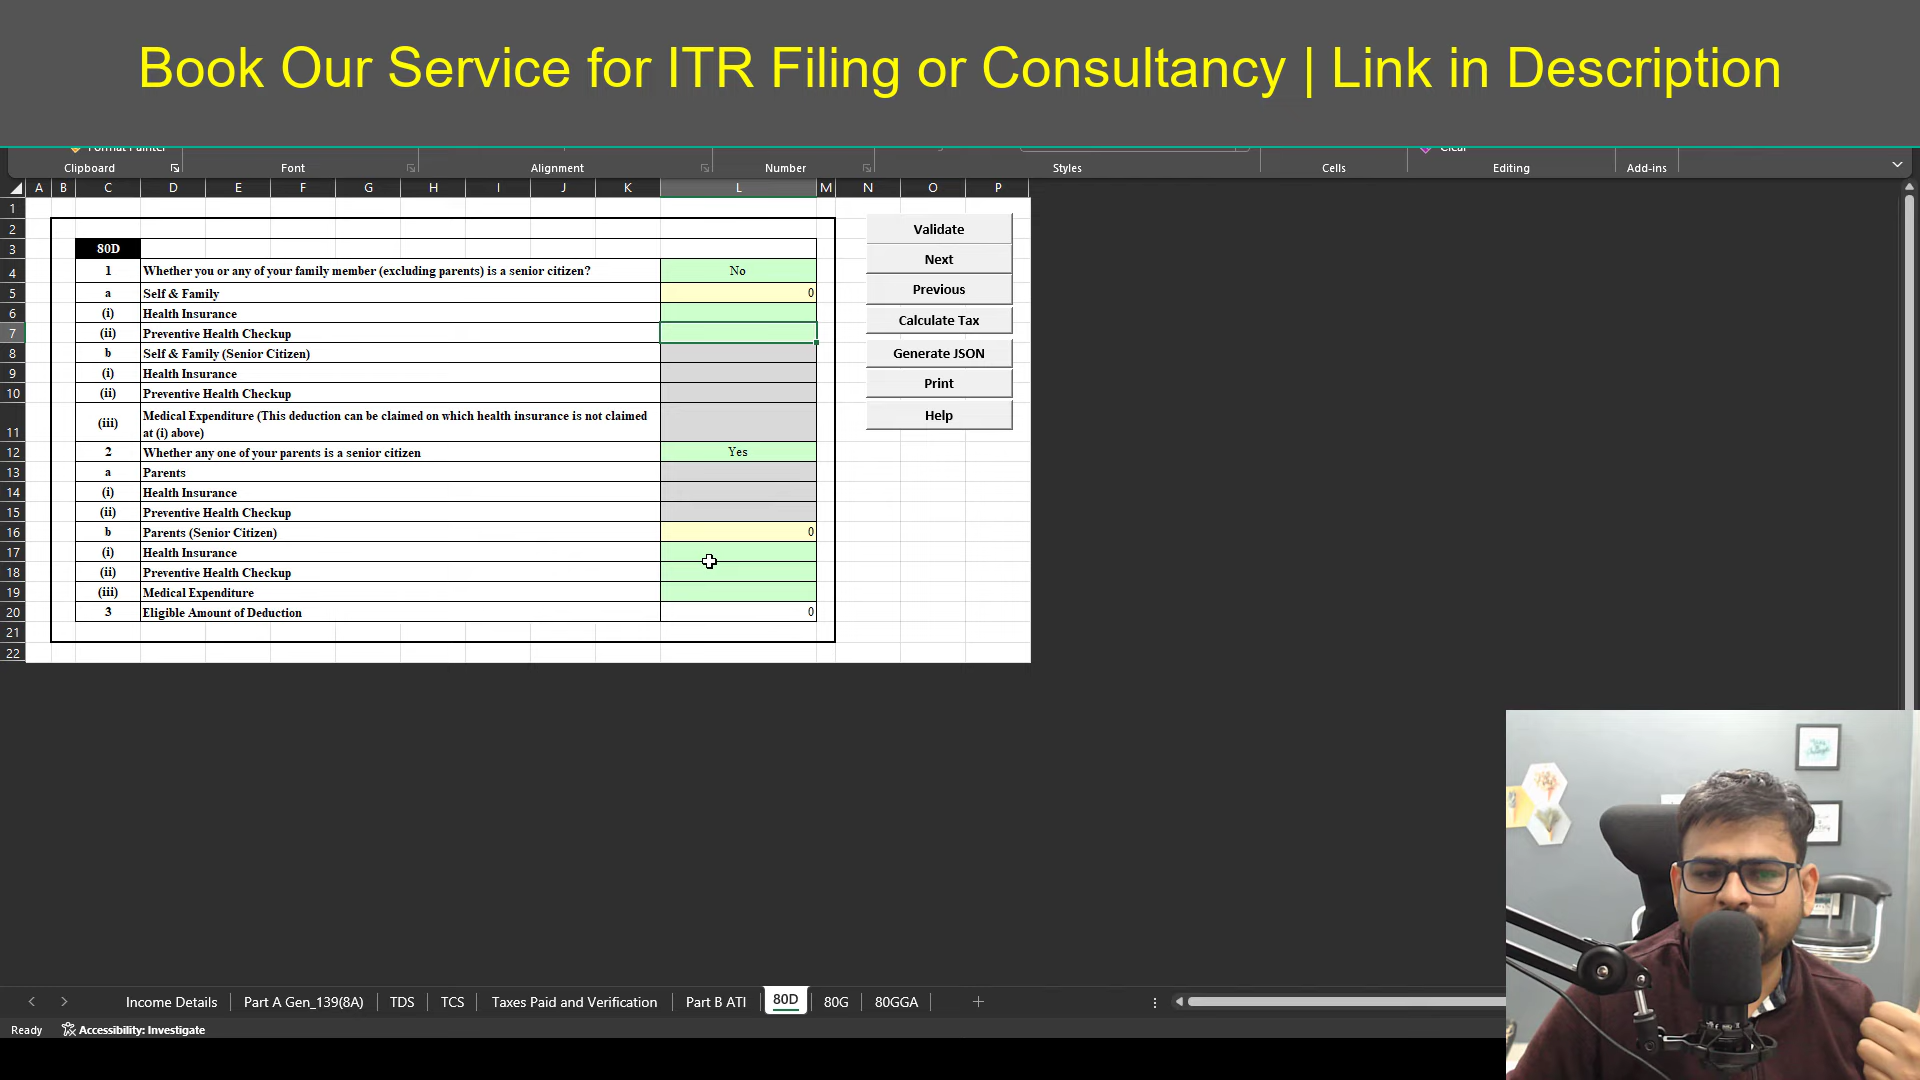 Book Our Service for ITR Filing or Consultancy | Link in Description
Clipboard Font Alignment Number Styles Cells Editing Add-ins
A B C D E F G H I J K L M N O P
1
2
3 80D
4 1 Whether you or any of your family member (excluding parents) is a senior citizen? No
5 a Self & Family 0
6 (i) Health Insurance
7 (ii) Preventive Health Checkup
8 b Self & Family (Senior Citizen)
9 (i) Health Insurance
10 (ii) Preventive Health Checkup
11 (iii) Medical Expenditure (This deduction can be claimed on which health insurance is not claimed
at (i) above)
12 2 Whether any one of your parents is a senior citizen Yes
13 a Parents
14 (i) Health Insurance
15 (ii) Preventive Health Checkup
16 b Parents (Senior Citizen) 0
17 (i) Health Insurance
18 (ii) Preventive Health Checkup
19 (iii) Medical Expenditure
20 3 Eligible Amount of Deduction 0
21
22
Validate
Next
Previous
Calculate Tax
Generate JSON
Print
Help
Income Details Part A Gen_139(8A) TDS TCS Taxes Paid and Verification Part B ATI 80D 80G 80GGA
Ready Accessibility: Investigate